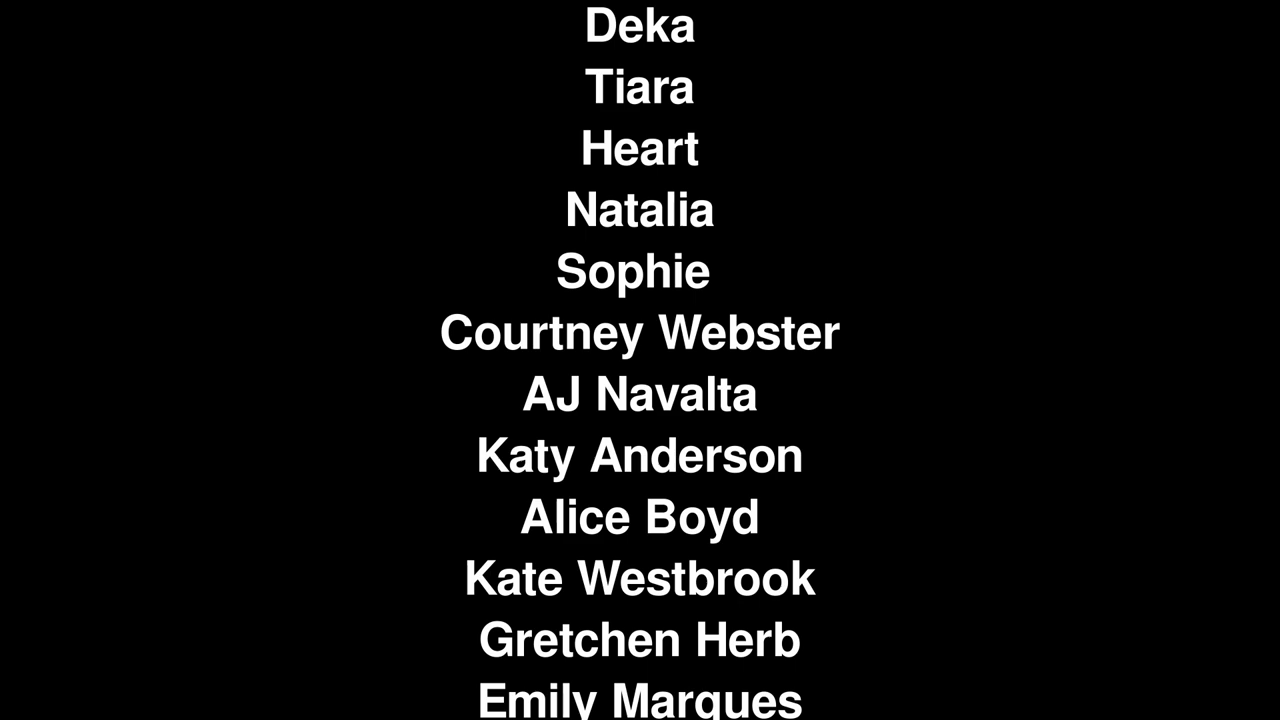 Deka
Tiara
Heart
Natalia
Sophie
Courtney Webster
AJ Navalta
Katy Anderson
Alice Boyd
Kate Westbrook
Gretchen Herb
Emily Marques